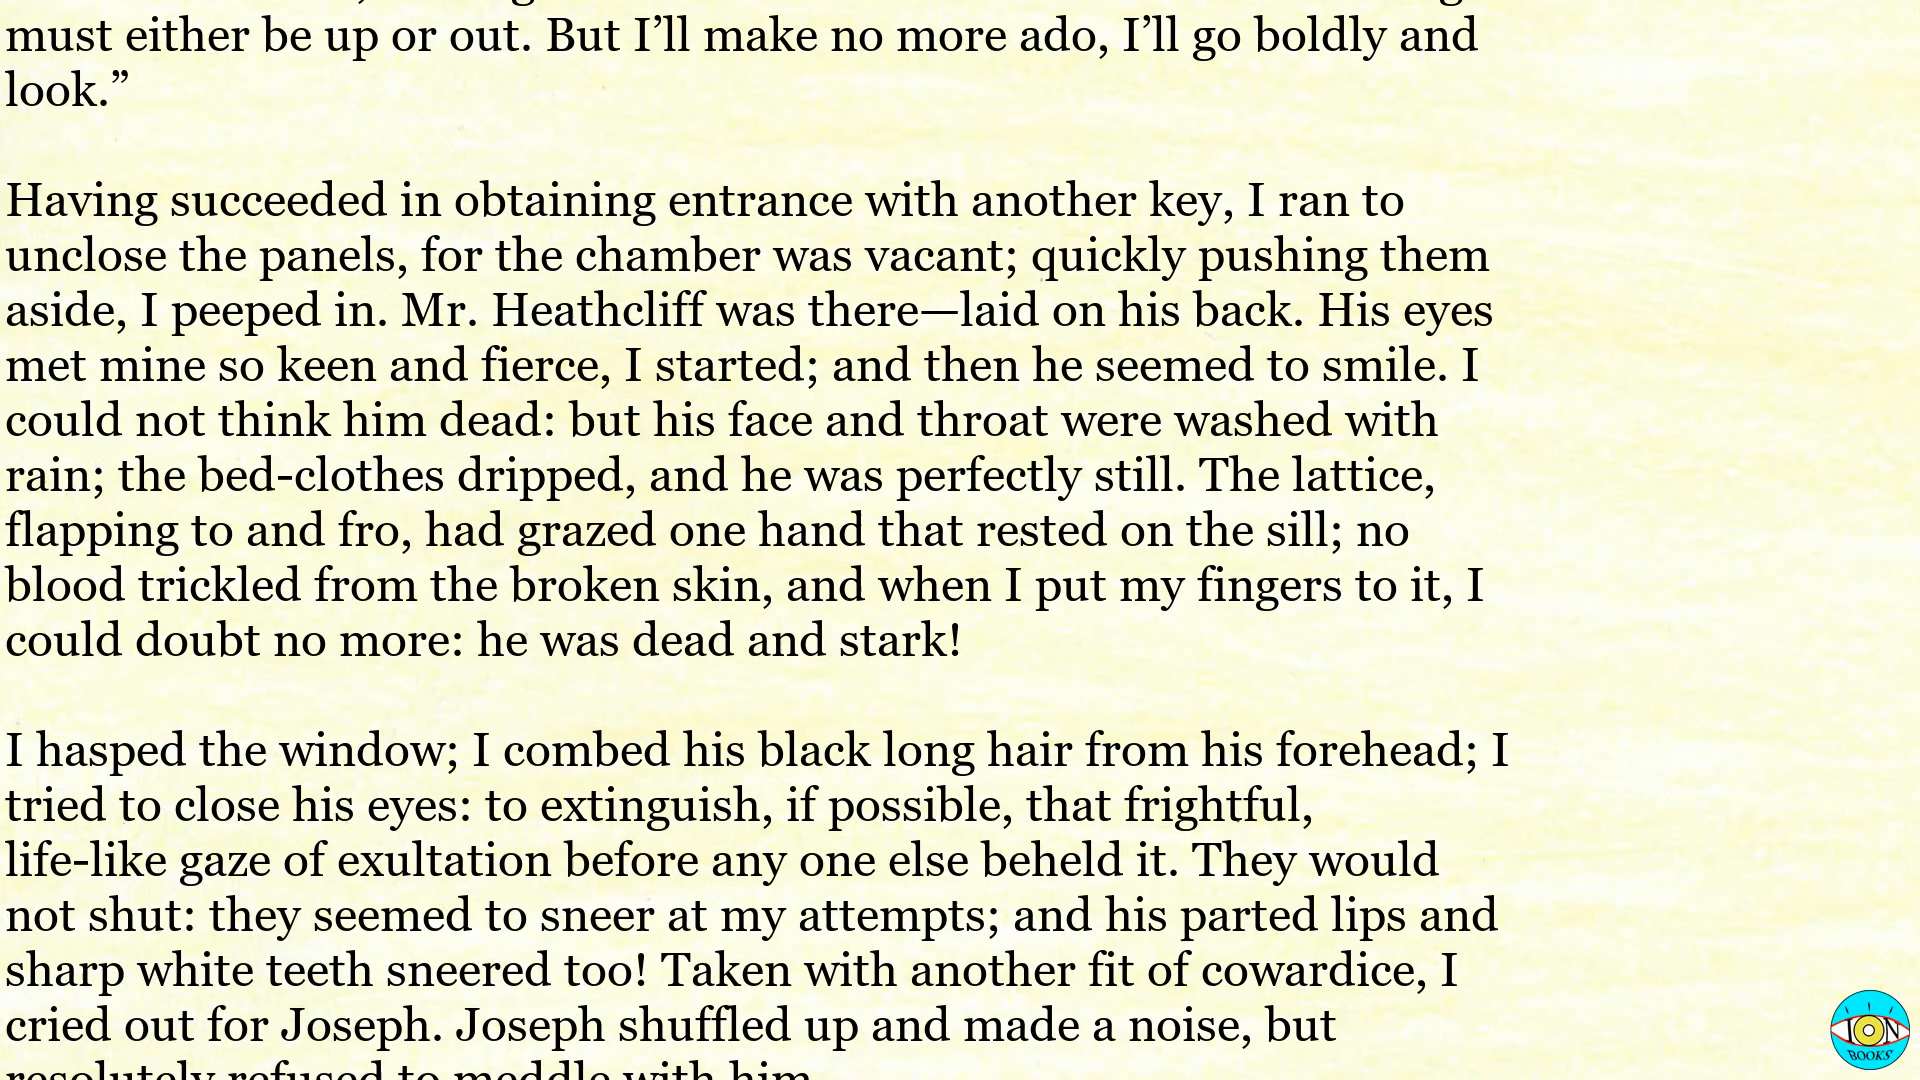 must either be up or out. But I’ll make no more ado, I’ll go boldly and
look.”
Having succeeded in obtaining entrance with another key, I ran to
unclose the panels, for the chamber was vacant; quickly pushing them
aside, I peeped in. Mr. Heathcliff was there—laid on his back. His eyes
met mine so keen and fierce, I started; and then he seemed to smile. I
could not think him dead: but his face and throat were washed with
rain; the bed-clothes dripped, and he was perfectly still. The lattice,
flapping to and fro, had grazed one hand that rested on the sill; no
blood trickled from the broken skin, and when I put my fingers to it, I
could doubt no more: he was dead and stark!
I hasped the window; I combed his black long hair from his forehead; I
tried to close his eyes: to extinguish, if possible, that frightful,
life-like gaze of exultation before any one else beheld it. They would
not shut: they seemed to sneer at my attempts; and his parted lips and
sharp white teeth sneered too! Taken with another fit of cowardice, I
cried out for Joseph. Joseph shuffled up and made a noise, but
resolutely refused to meddle with him.
ION
BOOKS